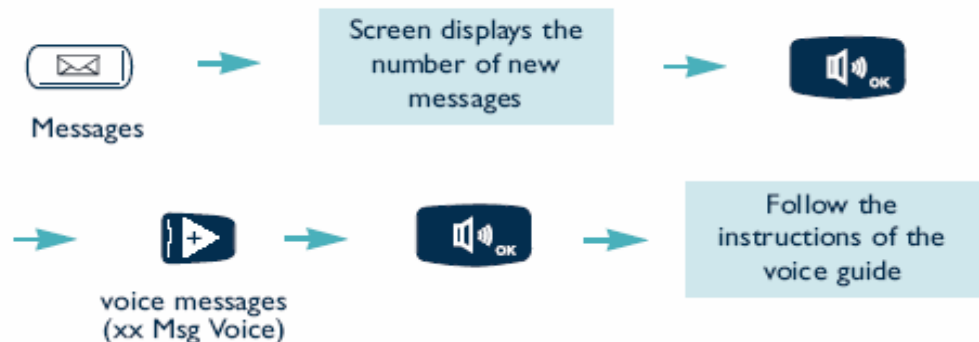 Screen displays the
number of new
messages
OK
Messages
+
voice messages
(xx Msg Voice)
OK
Follow the
instructions of the
voice guide